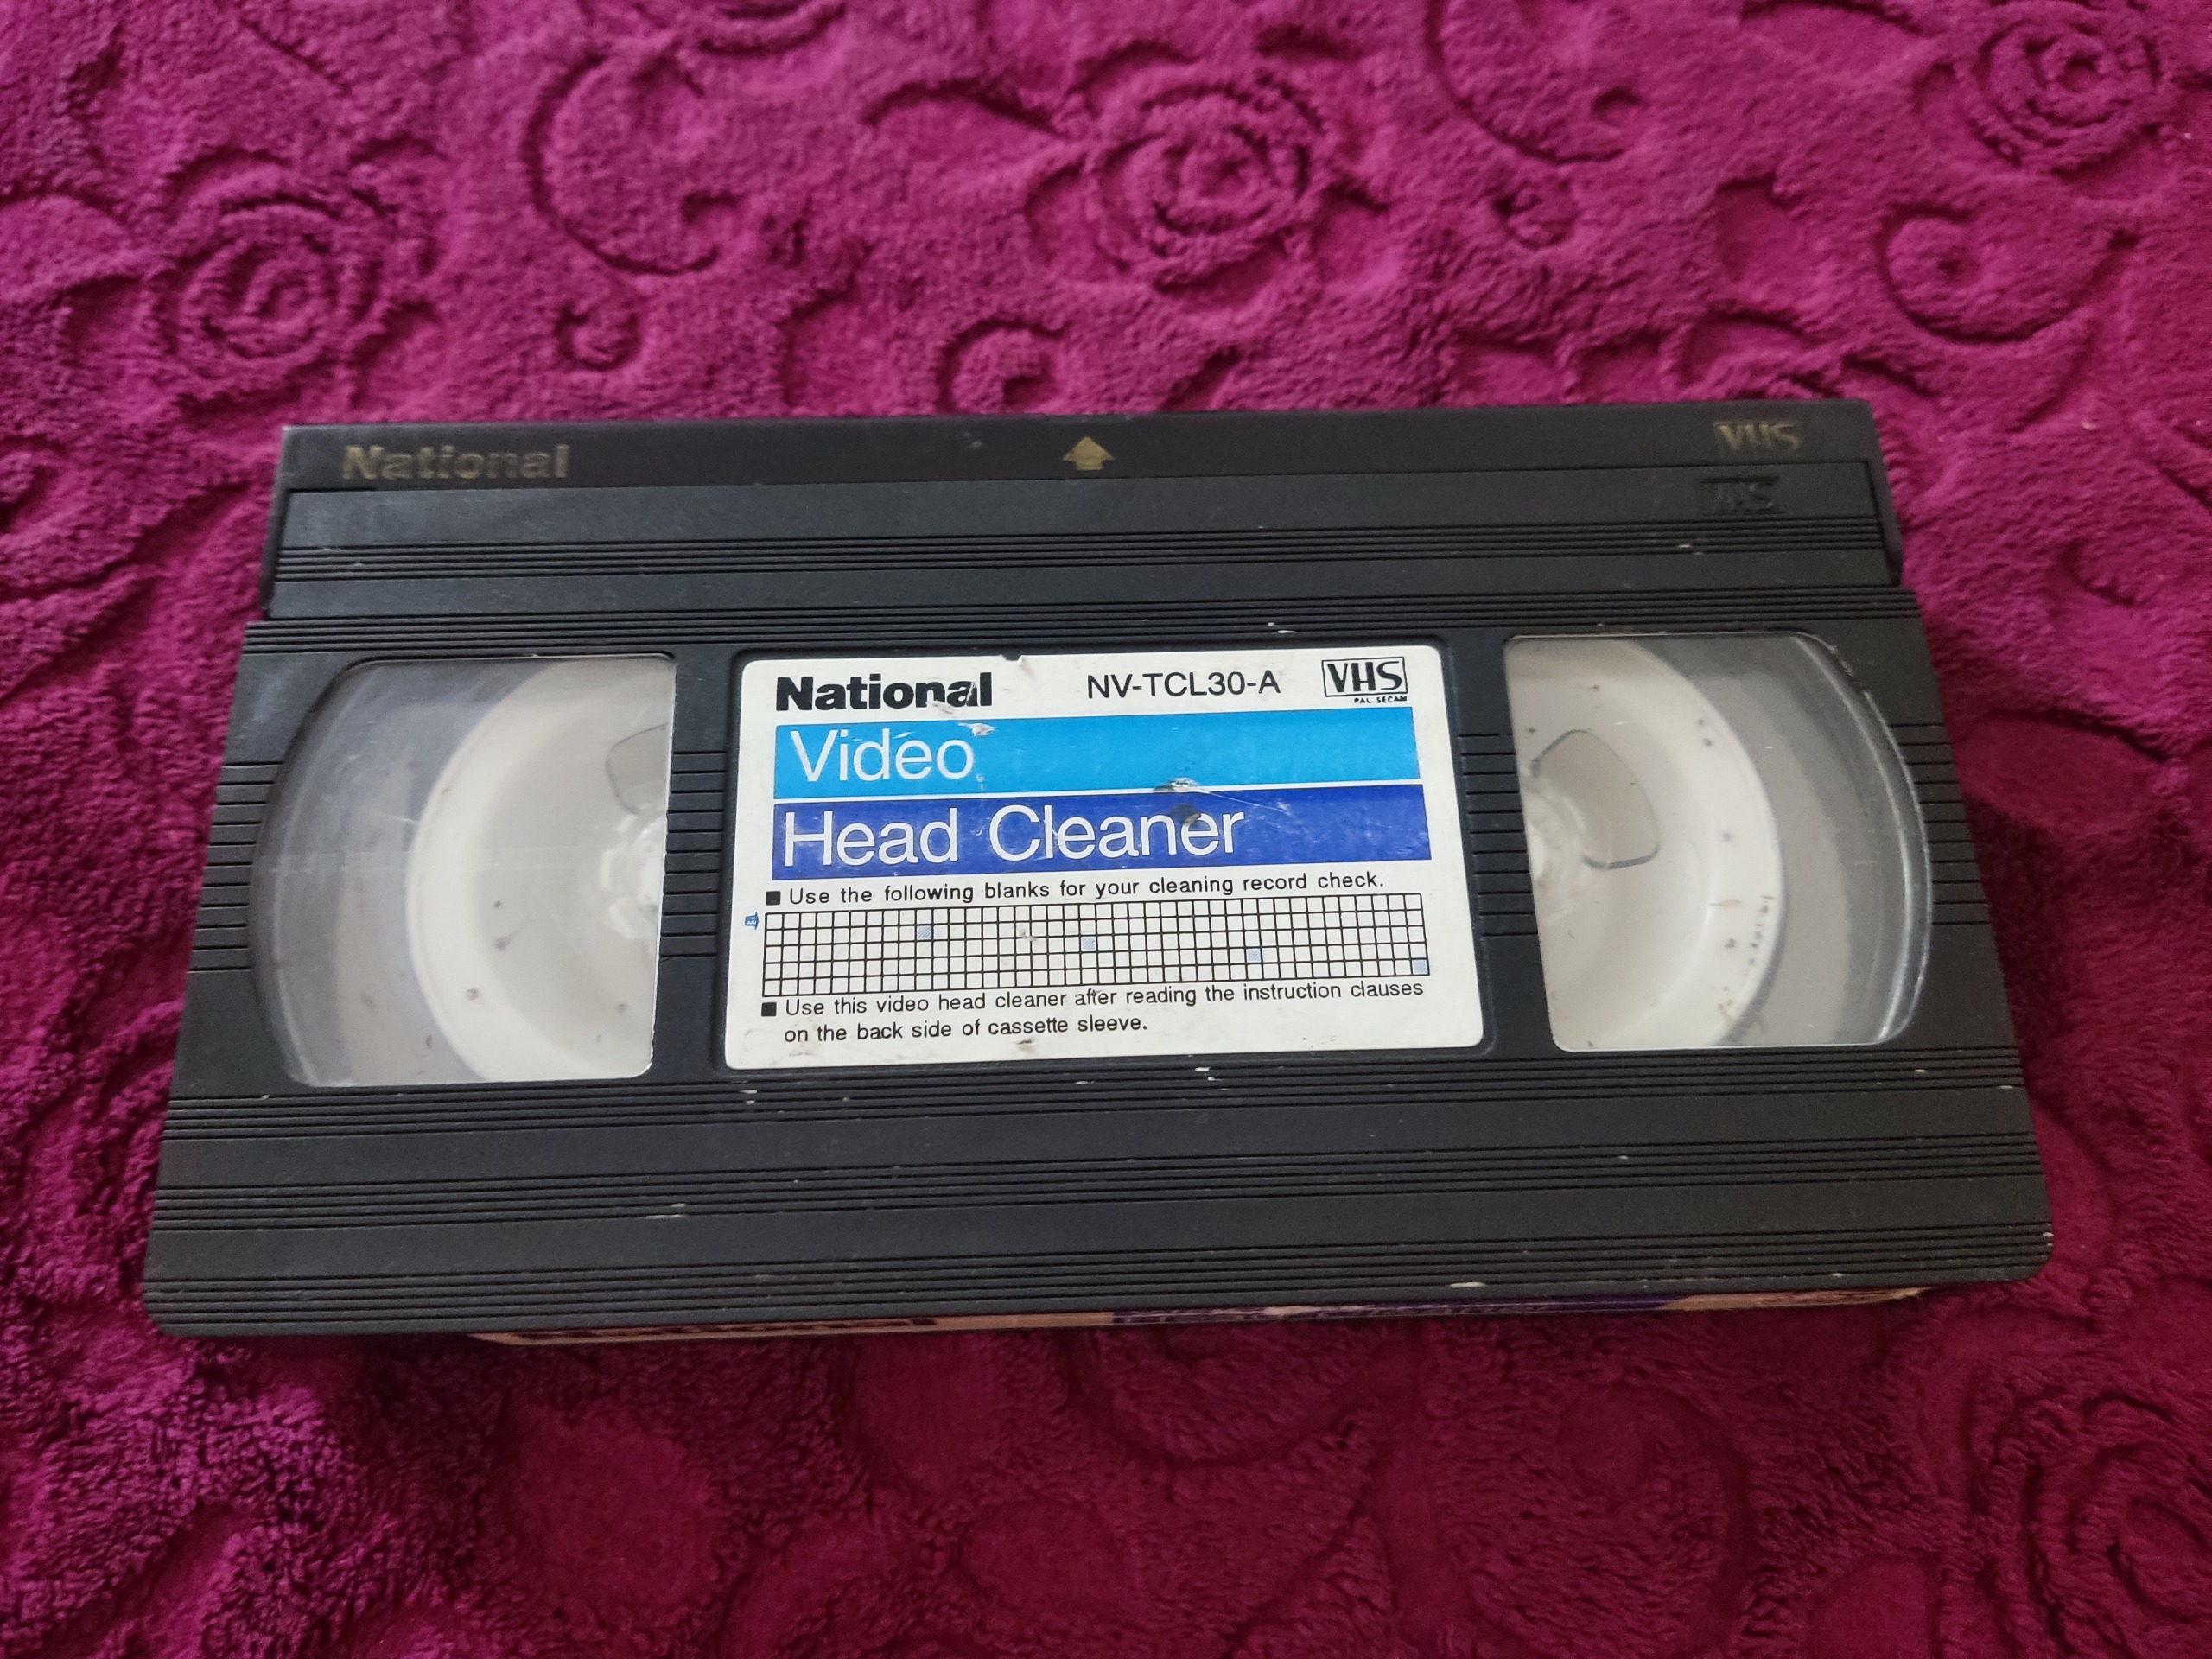 National
VHS
VHS
National NV-TCL30-A VHS
PAL SECAM
Video
Head Cleaner
■ Use the following blanks for your cleaning record check.
■ Use this video head cleaner after reading the instruction clauses
on the back side of cassette sleeve.